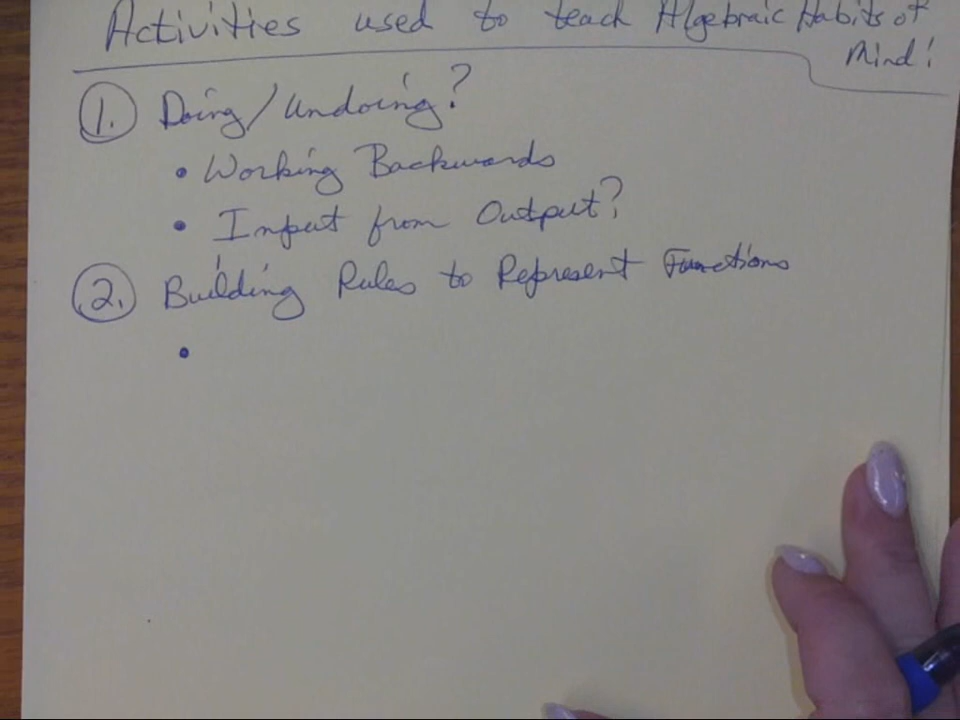 Activities used to teach Algebraic Habits of
Mind!
1. Doing/Undoing?
• Working Backwards
• Input from Output?
2. Building Rules to Represent Functions
•